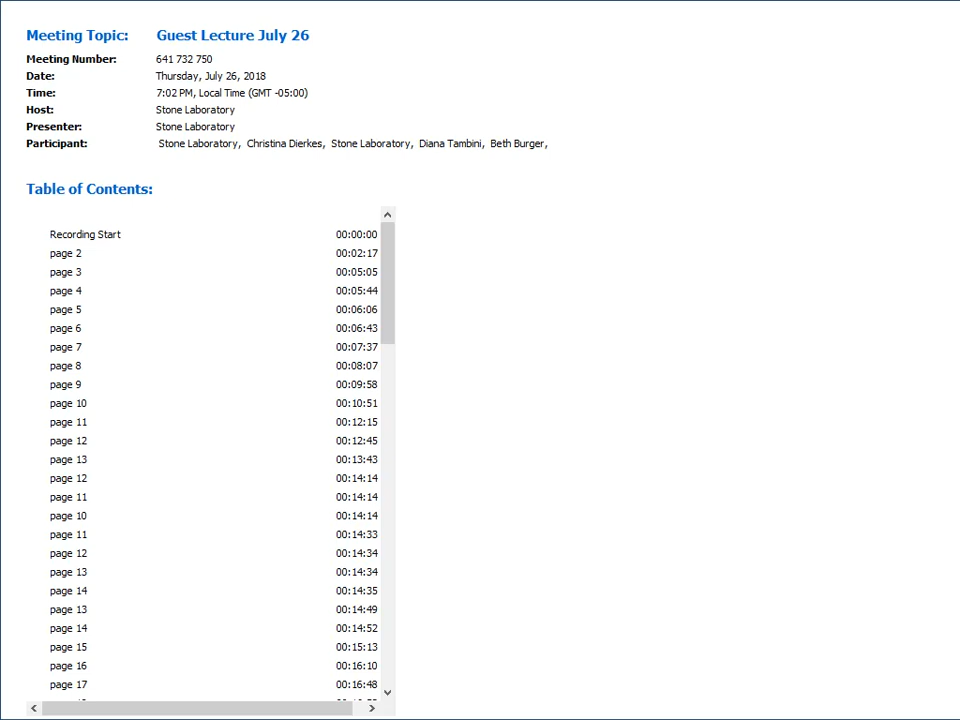 Meeting Topic: Guest Lecture July 26
Meeting Number: 641 732 750
Date: Thursday, July 26, 2018
Time: 7:02 PM, Local Time (GMT -05:00)
Host: Stone Laboratory
Presenter: Stone Laboratory
Participant: Stone Laboratory, Christina Dierkes, Stone Laboratory, Diana Tambini, Beth Burger,
Table of Contents:
Recording Start 00:00:00
page 2 00:02:17
page 3 00:05:05
page 4 00:05:44
page 5 00:06:06
page 6 00:06:43
page 7 00:07:37
page 8 00:08:07
page 9 00:09:58
page 10 00:10:51
page 11 00:12:15
page 12 00:12:45
page 13 00:13:43
page 12 00:14:14
page 11 00:14:14
page 10 00:14:14
page 11 00:14:33
page 12 00:14:34
page 13 00:14:34
page 14 00:14:35
page 13 00:14:49
page 14 00:14:52
page 15 00:15:13
page 16 00:16:10
page 17 00:16:48